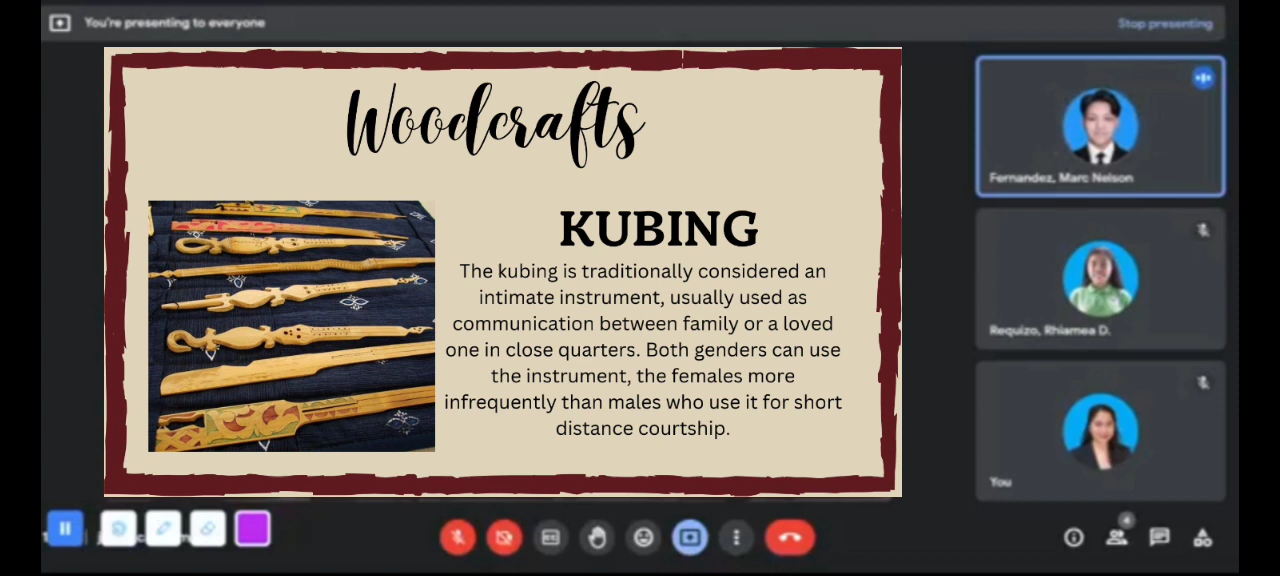 You're presenting to everyone
Stop presenting
Woodcrafts
KUBING
The kubing is traditionally considered an
intimate instrument, usually used as
communication between family or a loved
one in close quarters. Both genders can use
the instrument, the females more
infrequently than males who use it for short
distance courtship.
Fernandez, Marc Nelson
Requizo, Rhiamea D.
You
4